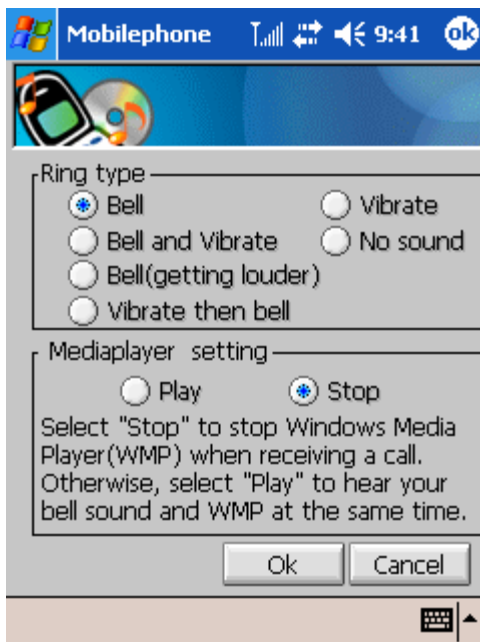 Mobilephone 9:41 ok
Ring type
Bell Vibrate
Bell and Vibrate No sound
Bell(getting louder)
Vibrate then bell
Mediaplayer setting
Play Stop
Select "Stop" to stop Windows Media
Player(WMP) when receiving a call.
Otherwise, select "Play" to hear your
bell sound and WMP at the same time.
Ok Cancel